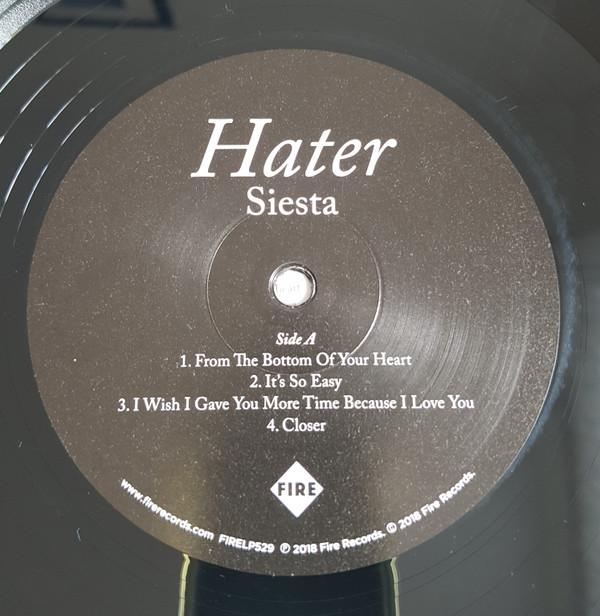 Hater
Siesta
Side A
1. From The Bottom Of Your Heart
2. It's So Easy
3. I Wish I Gave You More Time Because I Love You
4. Closer
FIRE
www.firerecords.com FIRELP529 ℗ 2018 Fire Records. © 2018 Fire Records.